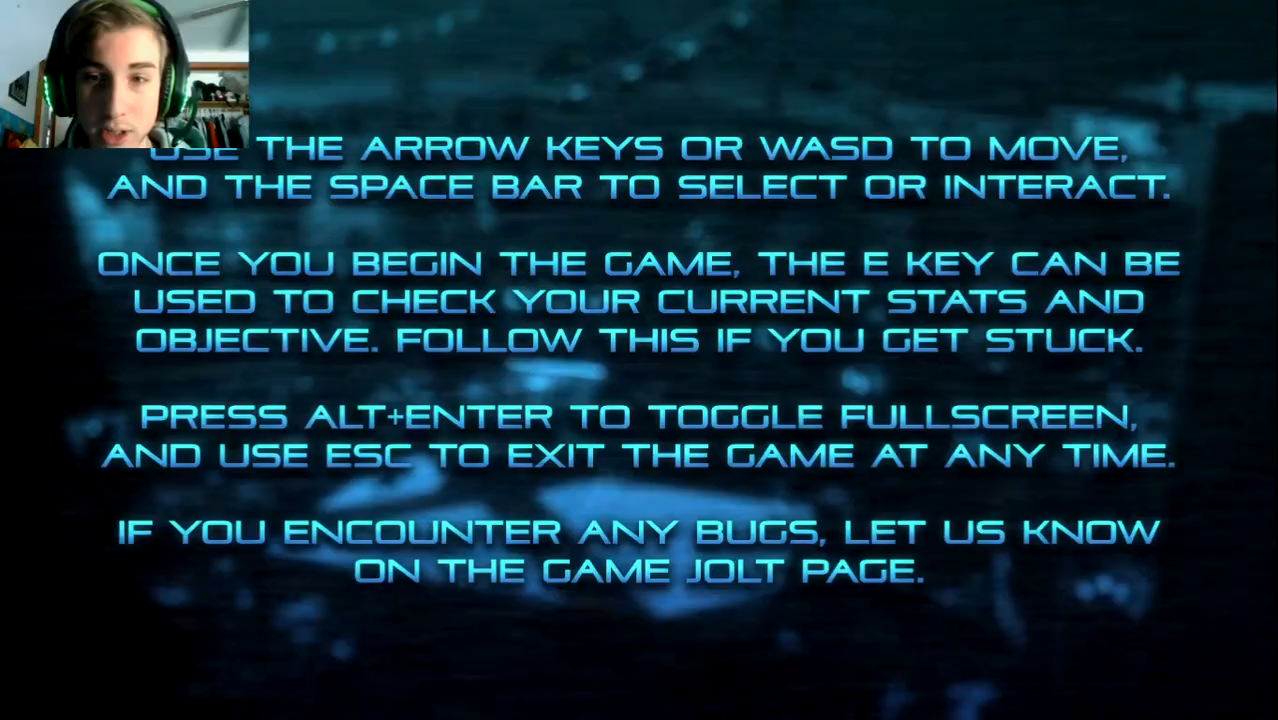 USE THE ARROW KEYS OR WASD TO MOVE,
AND THE SPACE BAR TO SELECT OR INTERACT.
ONCE YOU BEGIN THE GAME, THE E KEY CAN BE
USED TO CHECK YOUR CURRENT STATS AND
OBJECTIVE. FOLLOW THIS IF YOU GET STUCK.
PRESS ALT+ENTER TO TOGGLE FULLSCREEN,
AND USE ESC TO EXIT THE GAME AT ANY TIME.
IF YOU ENCOUNTER ANY BUGS, LET US KNOW
ON THE GAME JOLT PAGE.